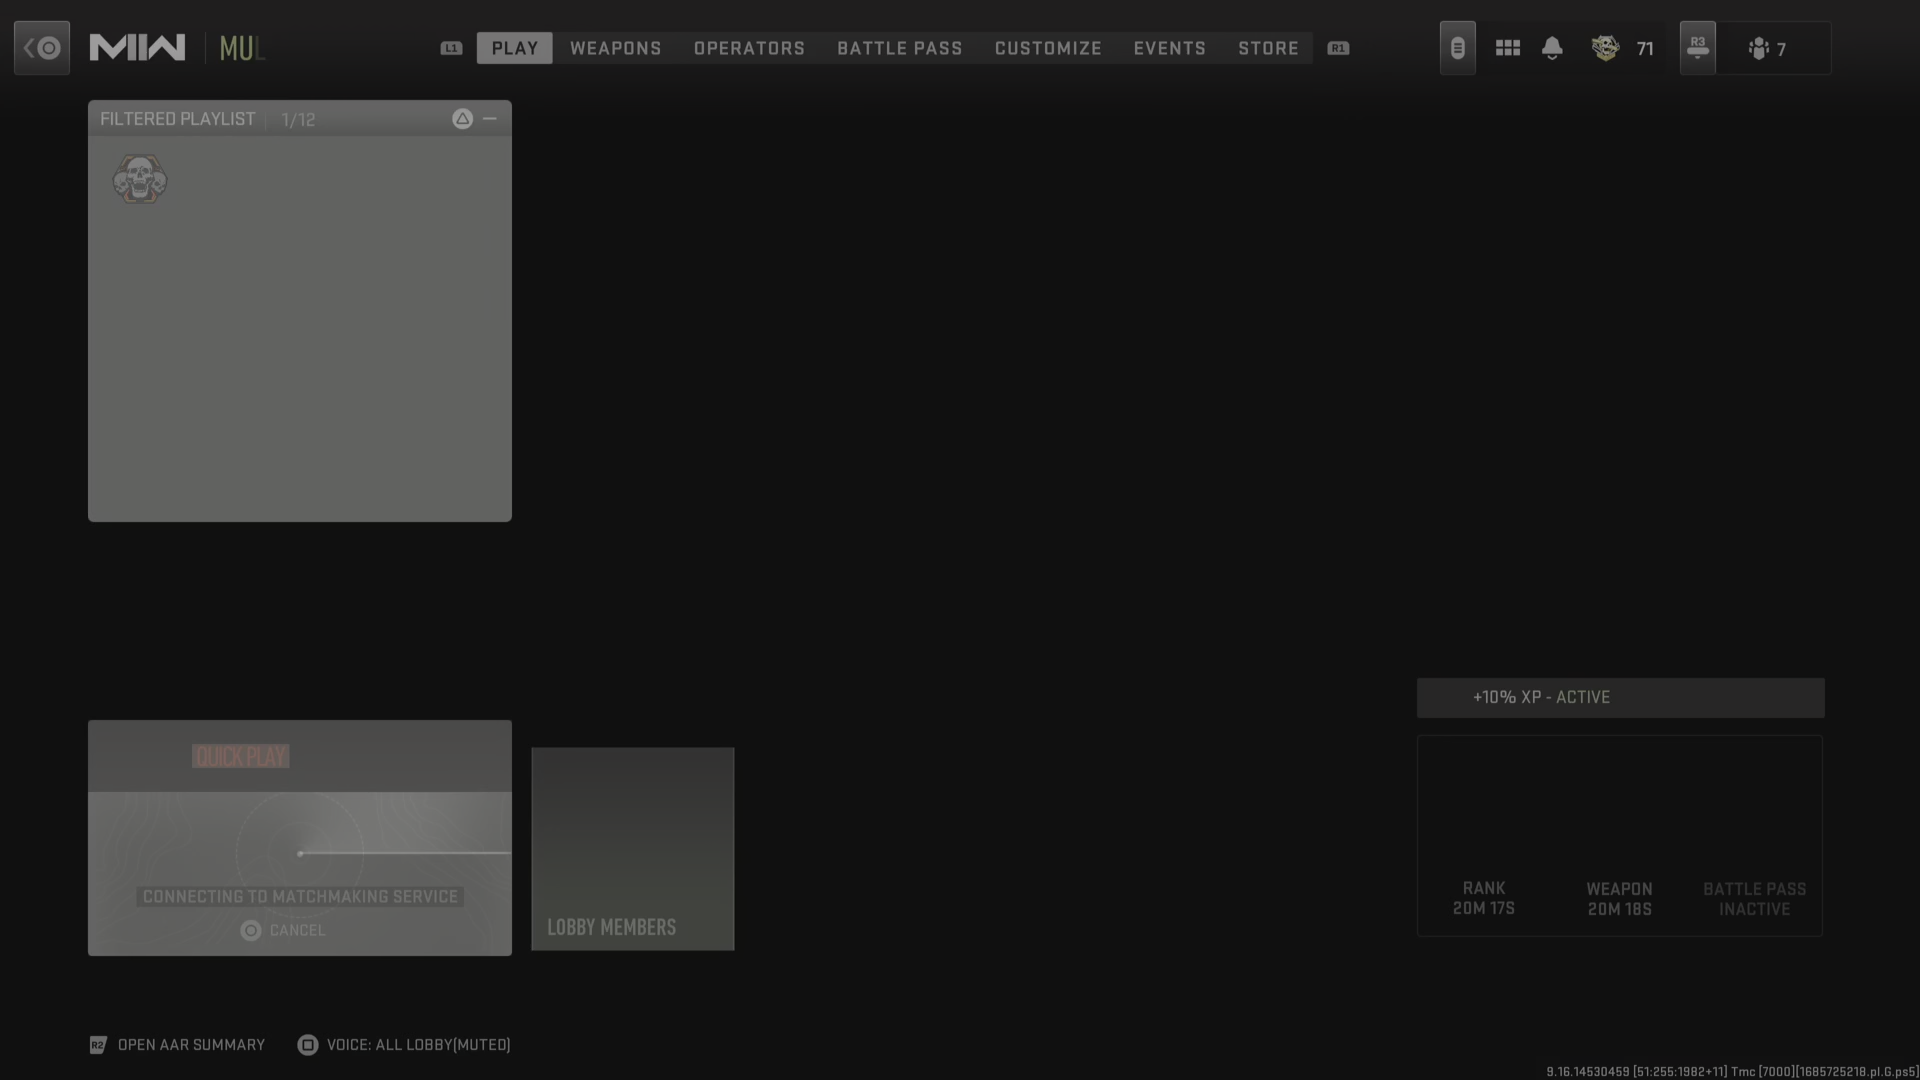 MW MUL
L1 PLAY WEAPONS OPERATORS BATTLE PASS CUSTOMIZE EVENTS STORE R1
71 R3 7
FILTERED PLAYLIST 1/12
+10% XP - ACTIVE
QUICK PLAY
CONNECTING TO MATCHMAKING SERVICE
CANCEL
LOBBY MEMBERS
RANK
20M 17S
WEAPON
20M 18S
BATTLE PASS
INACTIVE
R2 OPEN AAR SUMMARY VOICE: ALL LOBBY(MUTED)
9.16.14530459 [51:255:1982+11] Tmc [7000][1685725218.pl.G.ps5]